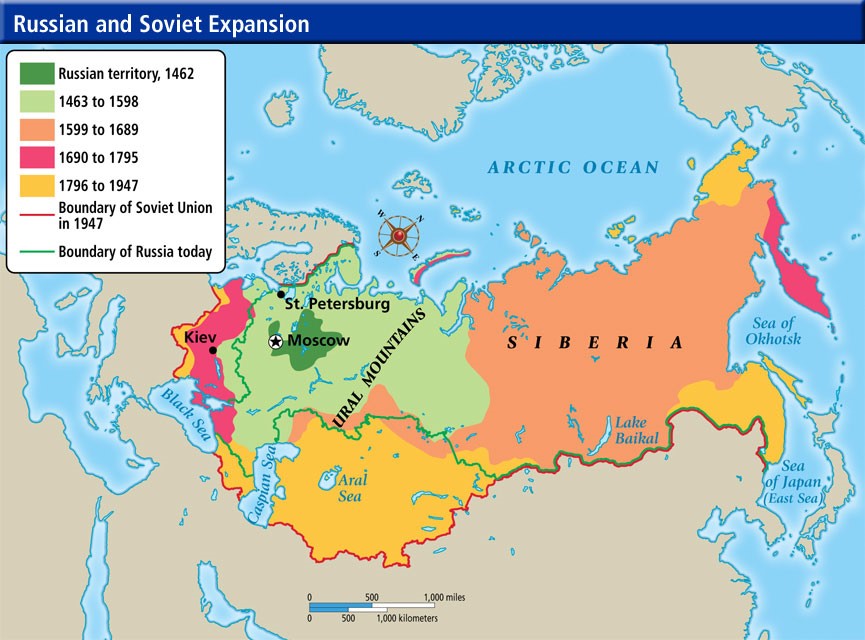 Russian and Soviet Expansion
Russian territory, 1462
1463 to 1598
1599 to 1689
1690 to 1795
1796 to 1947
Boundary of Soviet Union
in 1947
Boundary of Russia today
ARCTIC OCEAN
W N
S E
St. Petersburg
Kiev
Moscow
URAL MOUNTAINS
SIBERIA
Sea of
Okhotsk
Black Sea
Caspian Sea
Aral
Sea
Lake
Baikal
Sea
of Japan
(East Sea)
0 500 1,000 miles
0 500 1,000 kilometers